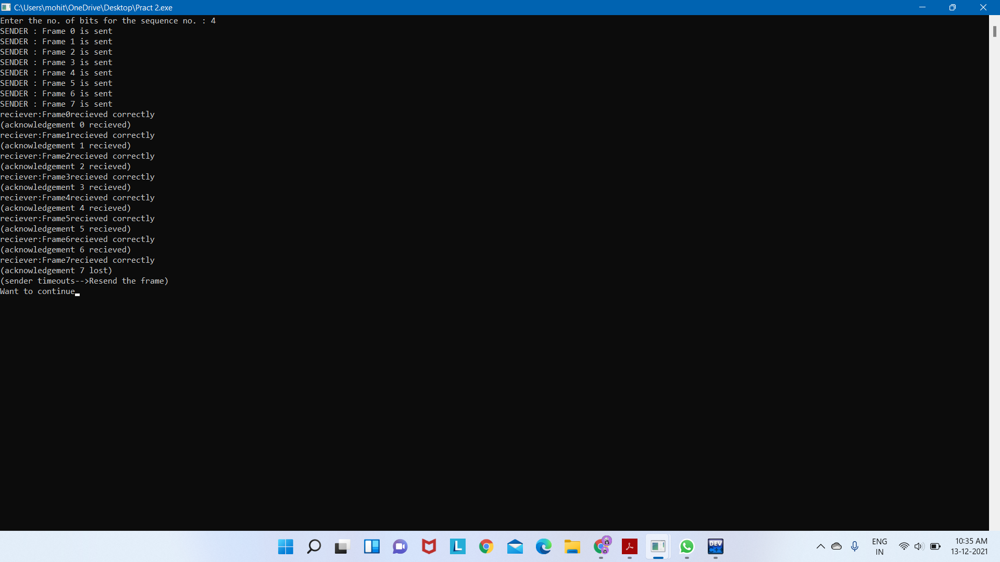 C:\Users\mohit\OneDrive\Desktop\Pract 2.exe
Enter the no. of bits for the sequence no. : 4
SENDER : Frame 0 is sent
SENDER : Frame 1 is sent
SENDER : Frame 2 is sent
SENDER : Frame 3 is sent
SENDER : Frame 4 is sent
SENDER : Frame 5 is sent
SENDER : Frame 6 is sent
SENDER : Frame 7 is sent
reciever:Frame0recieved correctly
(acknowledgement 0 recieved)
reciever:Frame1recieved correctly
(acknowledgement 1 recieved)
reciever:Frame2recieved correctly
(acknowledgement 2 recieved)
reciever:Frame3recieved correctly
(acknowledgement 3 recieved)
reciever:Frame4recieved correctly
(acknowledgement 4 recieved)
reciever:Frame5recieved correctly
(acknowledgement 5 recieved)
reciever:Frame6recieved correctly
(acknowledgement 6 recieved)
reciever:Frame7recieved correctly
(acknowledgement 7 lost)
(sender timeouts-->Resend the frame)
Want to continue
L
DEV
C++
ENG
IN
10:35 AM
13-12-2021